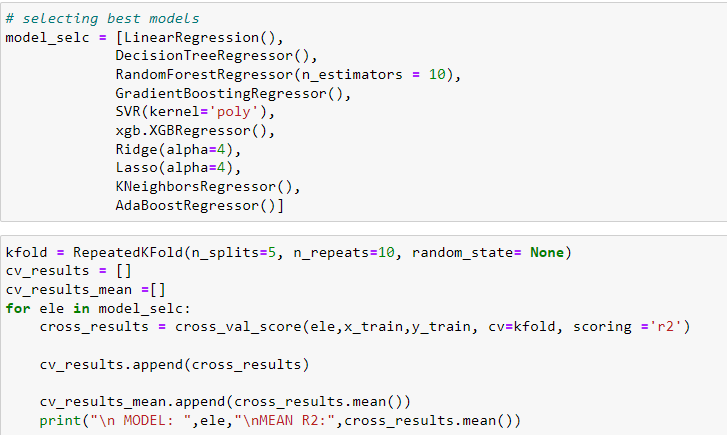 # selecting best models
model_selc = [LinearRegression(),
             DecisionTreeRegressor(),
             RandomForestRegressor(n_estimators = 10),
             GradientBoostingRegressor(),
             SVR(kernel='poly'),
             xgb.XGBRegressor(),
             Ridge(alpha=4),
             Lasso(alpha=4),
             KNeighborsRegressor(),
             AdaBoostRegressor()]
kfold = RepeatedKFold(n_splits=5, n_repeats=10, random_state= None)
cv_results = []
cv_results_mean =[]
for ele in model_selc:
    cross_results = cross_val_score(ele,x_train,y_train, cv=kfold, scoring ='r2')
    cv_results.append(cross_results)
    cv_results_mean.append(cross_results.mean())
    print("\n MODEL: ",ele,"\nMEAN R2:",cross_results.mean())